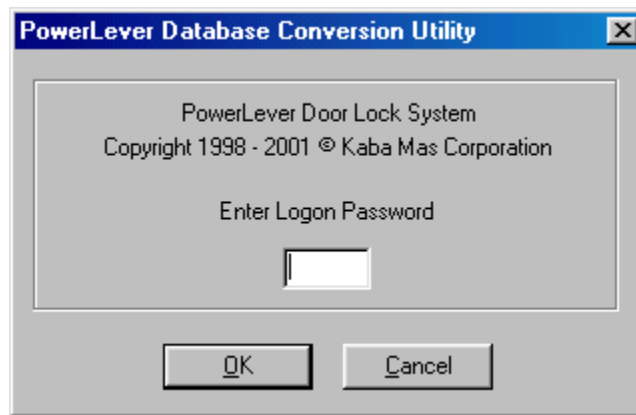 PowerLever Database Conversion Utility
PowerLever Door Lock System
Copyright 1998 - 2001 © Kaba Mas Corporation
Enter Logon Password
OK
Cancel